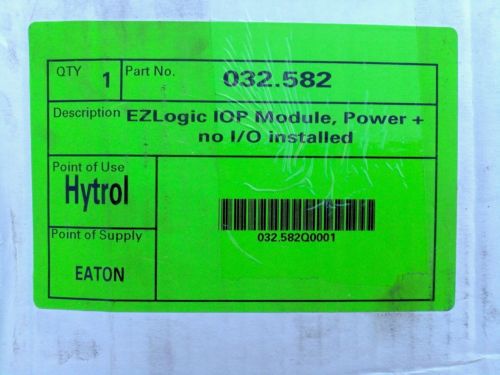 QTY 1 Part No. 032.582
Description EZLogic IOP Module, Power +
no I/O installed
Point of Use
Hytrol
032.582Q0001
Point of Supply
EATON